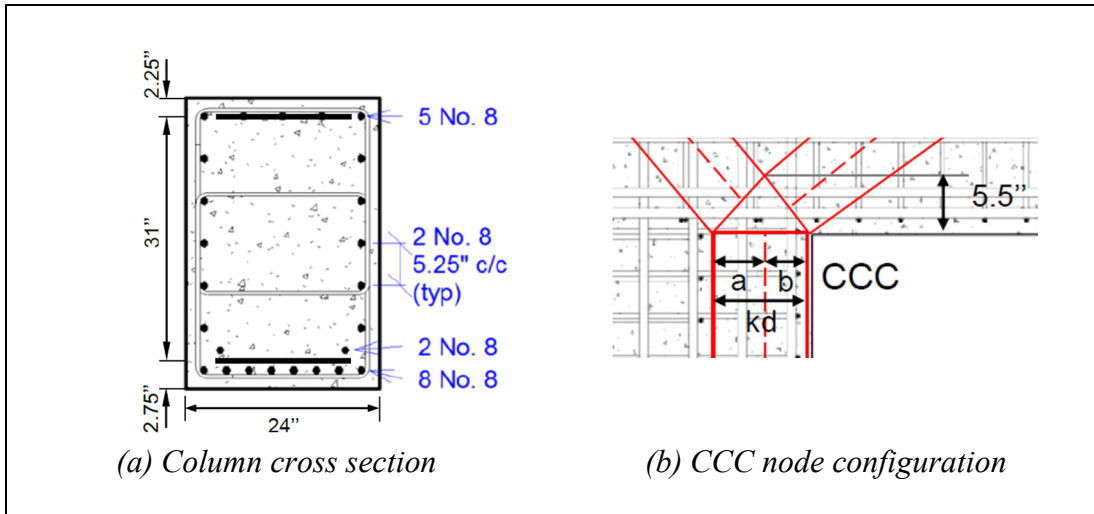 2.25’’
5 No. 8
31’’
2 No. 8
5.25" c/c
(typ)
2 No. 8
8 No. 8
2.75’’
24’’
(a) Column cross section
5.5’’
a
b
CCC
kd
(b) CCC node configuration